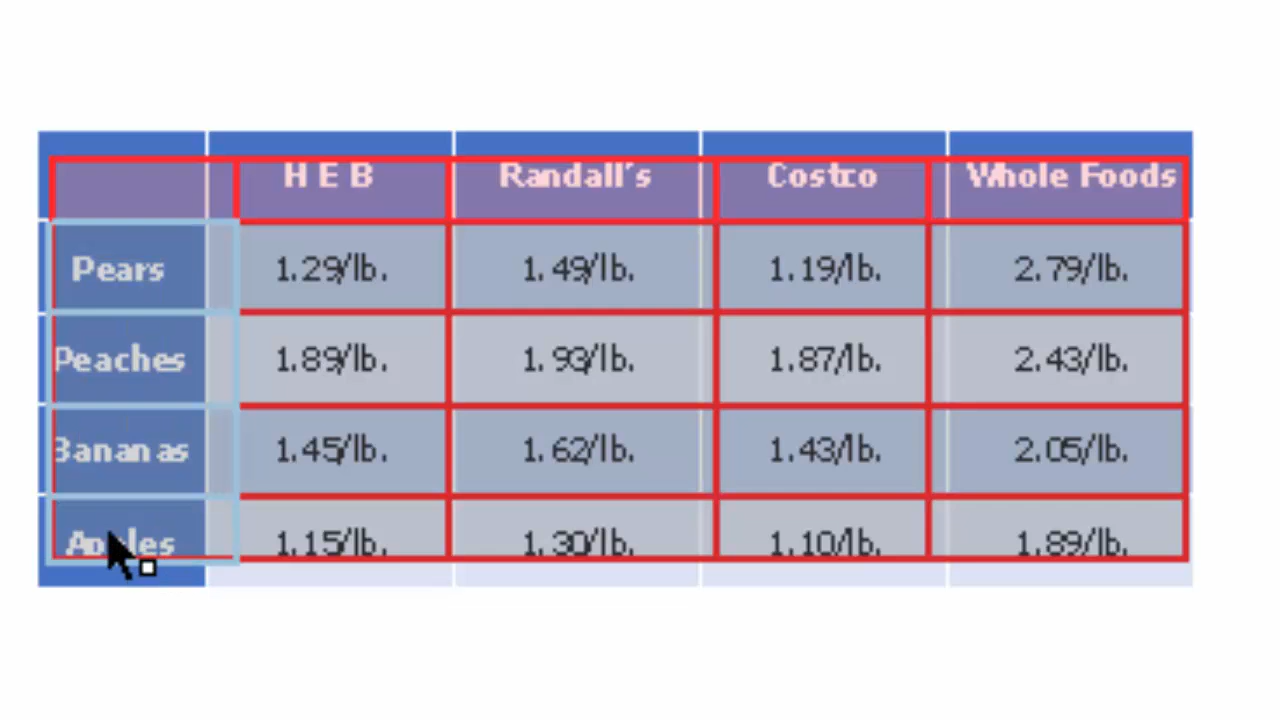 H E B Randall's Costco Whole Foods
Pears 1.29/lb. 1.49/lb. 1.19/lb. 2.79/lb.
Peaches 1.89/lb. 1.93/lb. 1.87/lb. 2.43/lb.
Bananas 1.45/lb. 1.62/lb. 1.43/lb. 2.05/lb.
Apples 1.15/lb. 1.30/lb. 1.10/lb. 1.89/lb.